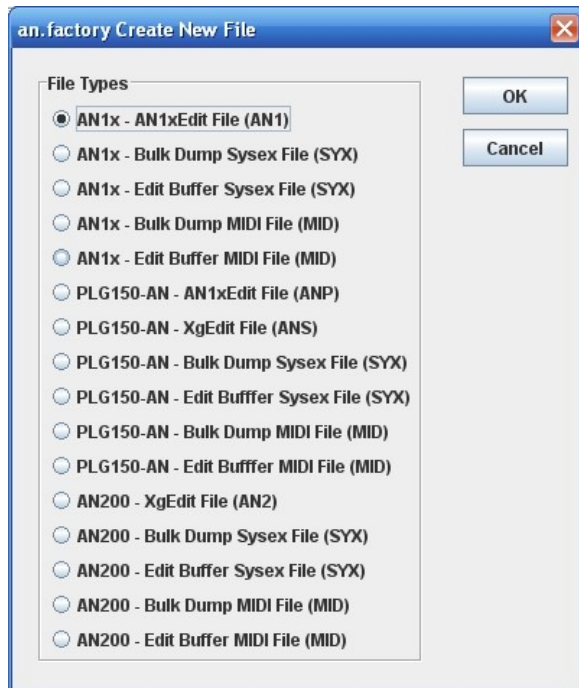 an.factory Create New File
File Types
AN1x - AN1xEdit File (AN1)
AN1x - Bulk Dump Sysex File (SYX)
AN1x - Edit Buffer Sysex File (SYX)
AN1x - Bulk Dump MIDI File (MID)
AN1x - Edit Buffer MIDI File (MID)
PLG150-AN - AN1xEdit File (ANP)
PLG150-AN - XgEdit File (ANS)
PLG150-AN - Bulk Dump Sysex File (SYX)
PLG150-AN - Edit Bufffer Sysex File (SYX)
PLG150-AN - Bulk Dump MIDI File (MID)
PLG150-AN - Edit Bufffer MIDI File (MID)
AN200 - XgEdit File (AN2)
AN200 - Bulk Dump Sysex File (SYX)
AN200 - Edit Buffer Sysex File (SYX)
AN200 - Bulk Dump MIDI File (MID)
AN200 - Edit Buffer MIDI File (MID)
OK
Cancel